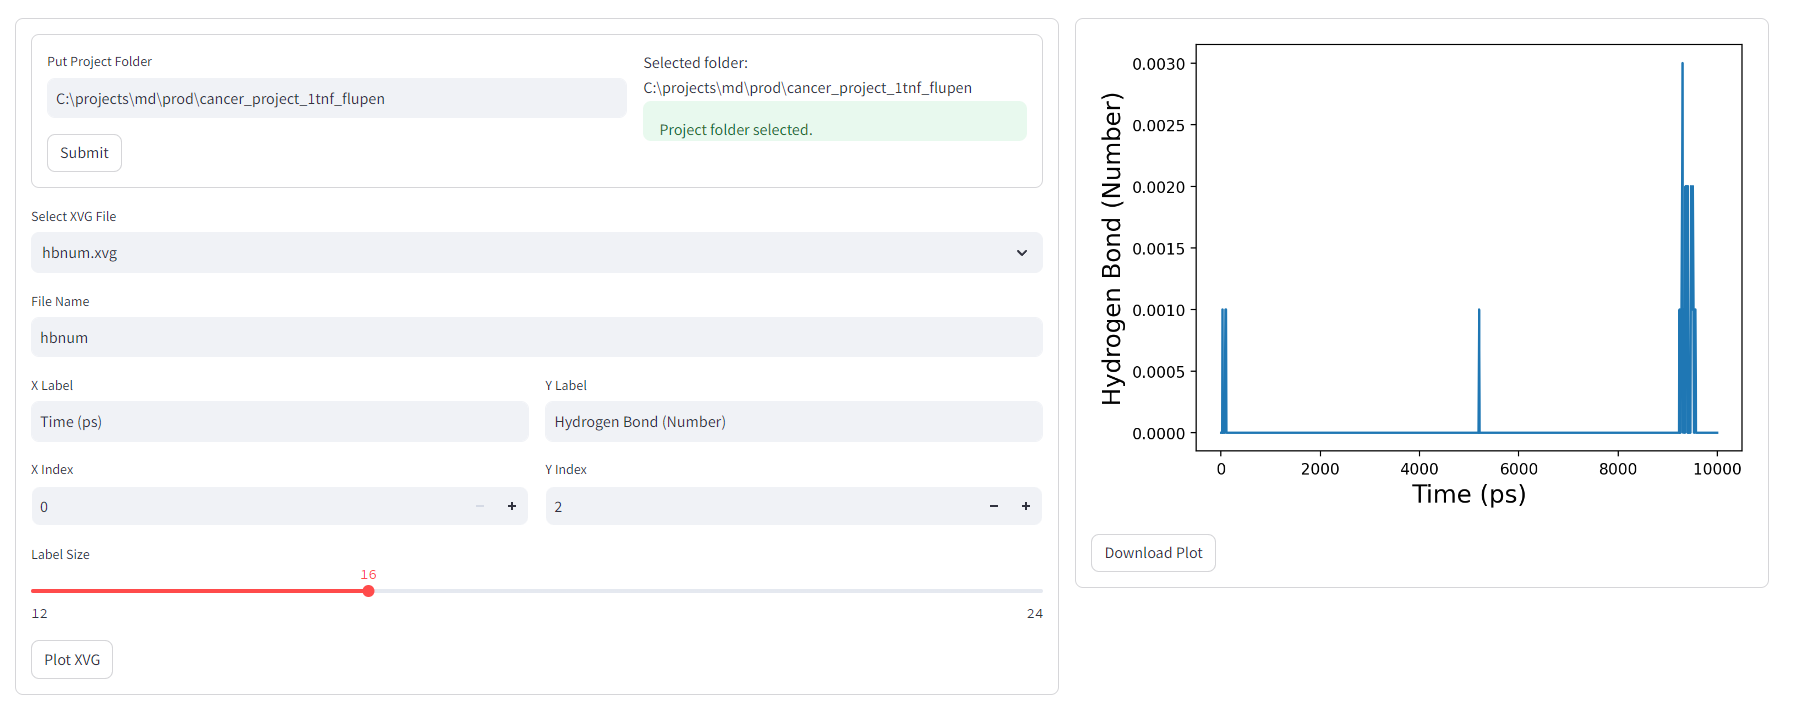 Put Project Folder
C:\projects\md\prod\cancer_project_1tnf_flupen
Submit
Selected folder:
C:\projects\md\prod\cancer_project_1tnf_flupen
Project folder selected.
Select XVG File
hbnum.xvg
File Name
hbnum
X Label
Y Label
Time (ps)
Hydrogen Bond (Number)
X Index
Y Index
0
2
Label Size
16
12
24
Plot XVG
Hydrogen Bond (Number)
0.0030
0.0025
0.0020
0.0015
0.0010
0.0005
0.0000
0 2000 4000 6000 8000 10000
Time (ps)
Download Plot